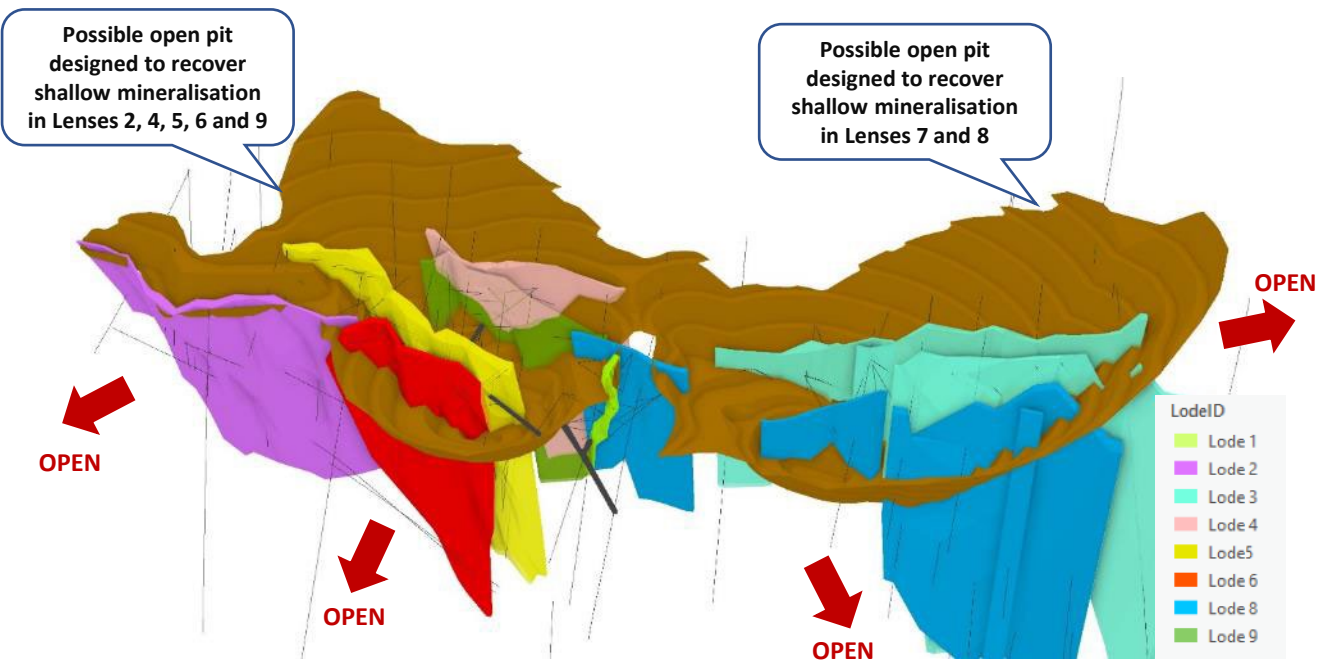 Possible open pit
designed to recover
shallow mineralisation
in Lenses 2, 4, 5, 6 and 9
Possible open pit
designed to recover
shallow mineralisation
in Lenses 7 and 8
OPEN
OPEN
OPEN
OPEN
LodeID
Lode 1
Lode 2
Lode 3
Lode 4
Lode5
Lode 6
Lode 8
Lode 9